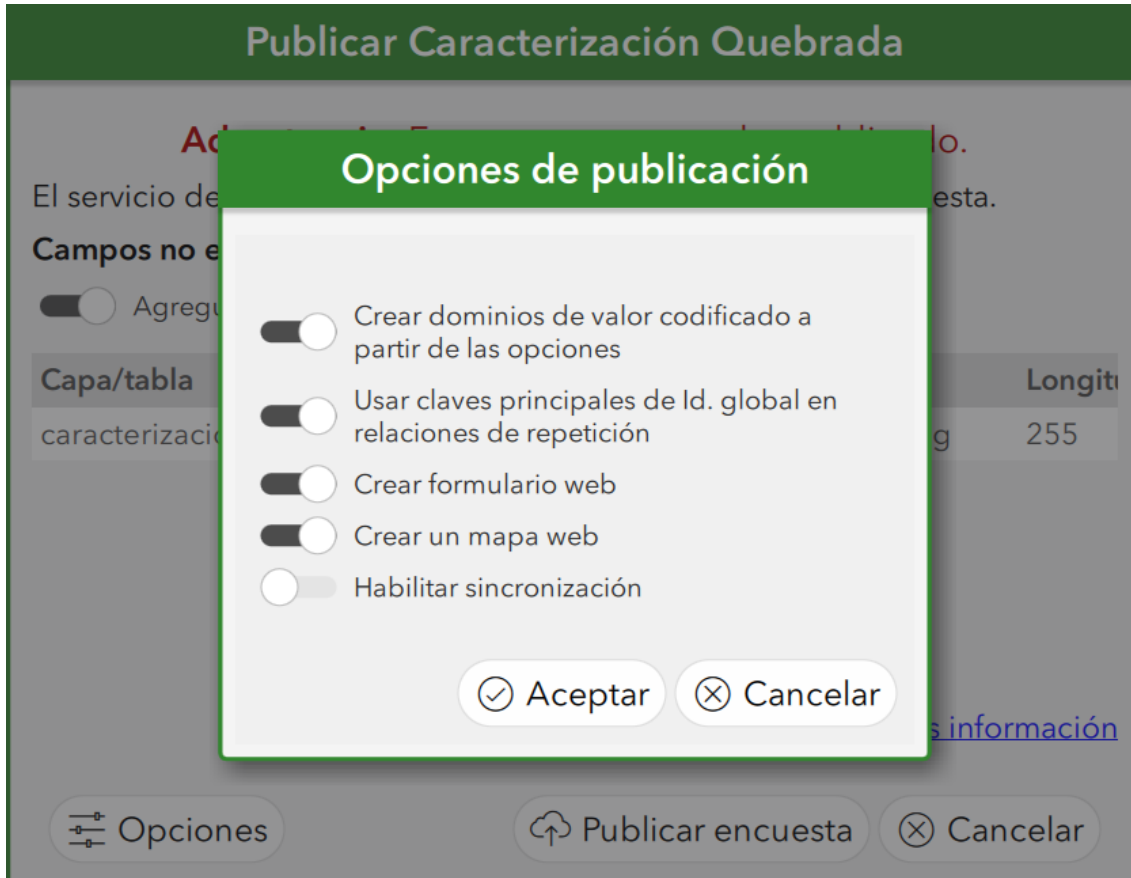 Publicar Caracterización Quebrada
lo.
Opciones de publicación
El servicio de
esta.
Campos no e
Agregu
Crear dominios de valor codificado a
partir de las opciones
Capa/tabla
Longitu
Usar claves principales de Id. global en
relaciones de repetición
caracterizacio
g
255
Crear formulario web
Crear un mapa web
Habilitar sincronización
Aceptar
Cancelar
s información
Opciones
Publicar encuesta
Cancelar